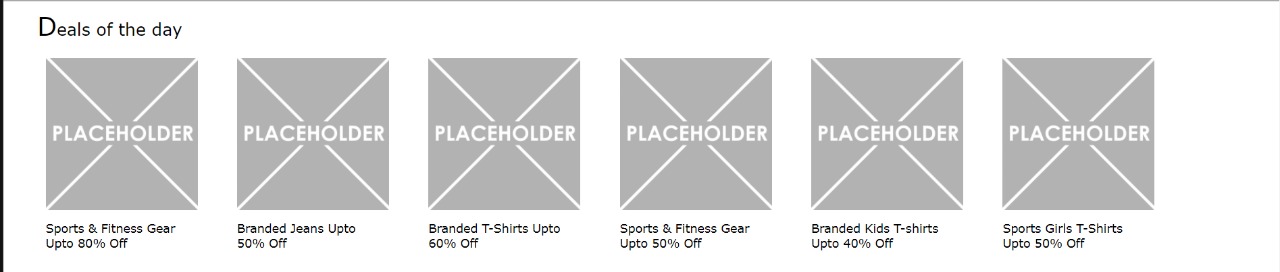 Deals of the day
PLACEHOLDER PLACEHOLDER PLACEHOLDER PLACEHOLDER PLACEHOLDER PLACEHOLDER
Sports & Fitness Gear
Upto 80% Off
Branded Jeans Upto
50% Off
Branded T-Shirts Upto
60% Off
Sports & Fitness Gear
Upto 50% Off
Branded Kids T-shirts
Upto 40% Off
Sports Girls T-Shirts
Upto 50% Off